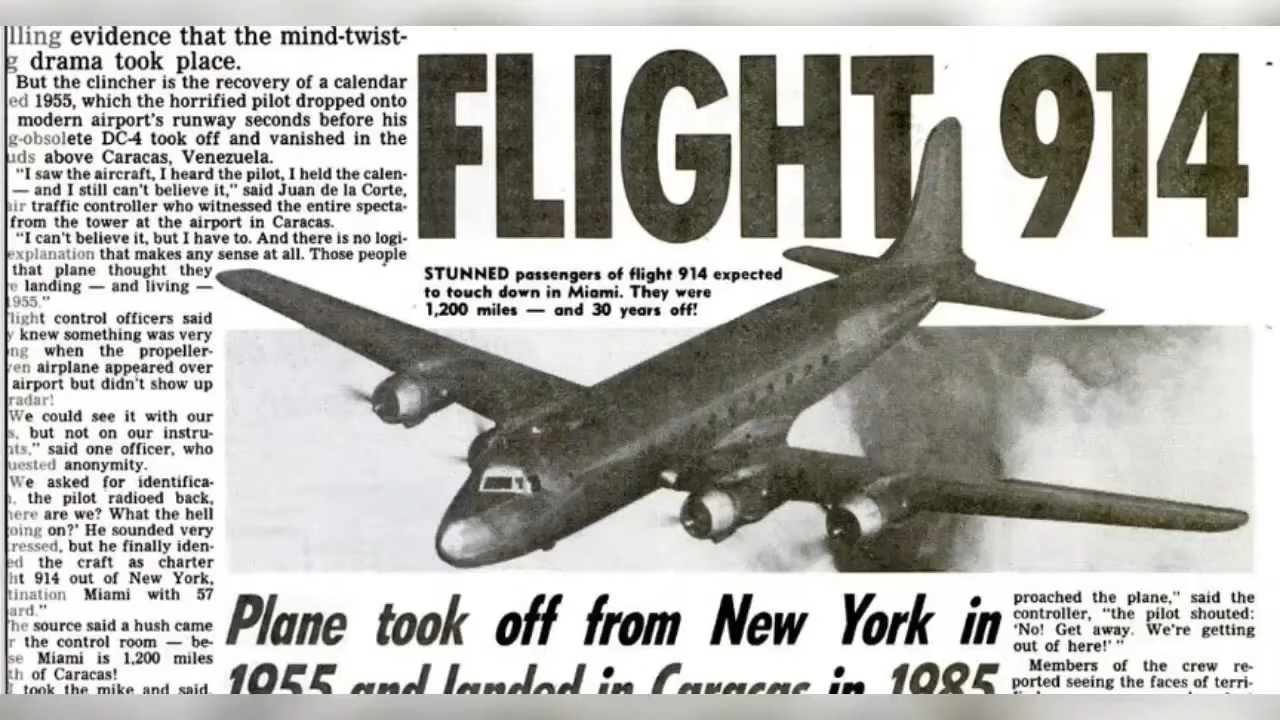 lling evidence that the mind-twist-
g drama took place.
But the clincher is the recovery of a calendar
ed 1955, which the horrified pilot dropped onto
modern airport's runway seconds before his
g-obsolete DC-4 took off and vanished in the
uds above Caracas, Venezuela.
"I saw the aircraft, I heard the pilot, I held the calen-
— and I still can't believe it," said Juan de la Corte,
air traffic controller who witnessed the entire specta-
from the tower at the airport in Caracas.
"I can't believe it, but I have to. And there is no logi-
explanation that makes any sense at all. Those people
that plane thought they
e landing — and living —
1955."
light control officers said
y knew something was very
ng when the propeller-
ven airplane appeared over
airport but didn't show up
radar!
We could see it with our
s, but not on our instru-
nts," said one officer, who
uested anonymity.
We asked for identifica-
n, the pilot radioed back,
here are we? What the hell
oing on?' He sounded very
tressed, but he finally iden-
ed the craft as charter
ht 914 out of New York,
tination Miami with 57
ard."
The source said a hush came
r the control room — be-
se Miami is 1,200 miles
th of Caracas!
I took the mike and said,
FLIGHT 914
STUNNED passengers of flight 914 expected
to touch down in Miami. They were
1,200 miles — and 30 years off!
Plane took off from New York in
1955 and landed in Caracas in 1985
proached the plane," said the
controller, "the pilot shouted:
'No! Get away. We're getting
out of here!' "
Members of the crew re-
ported seeing the faces of terri-